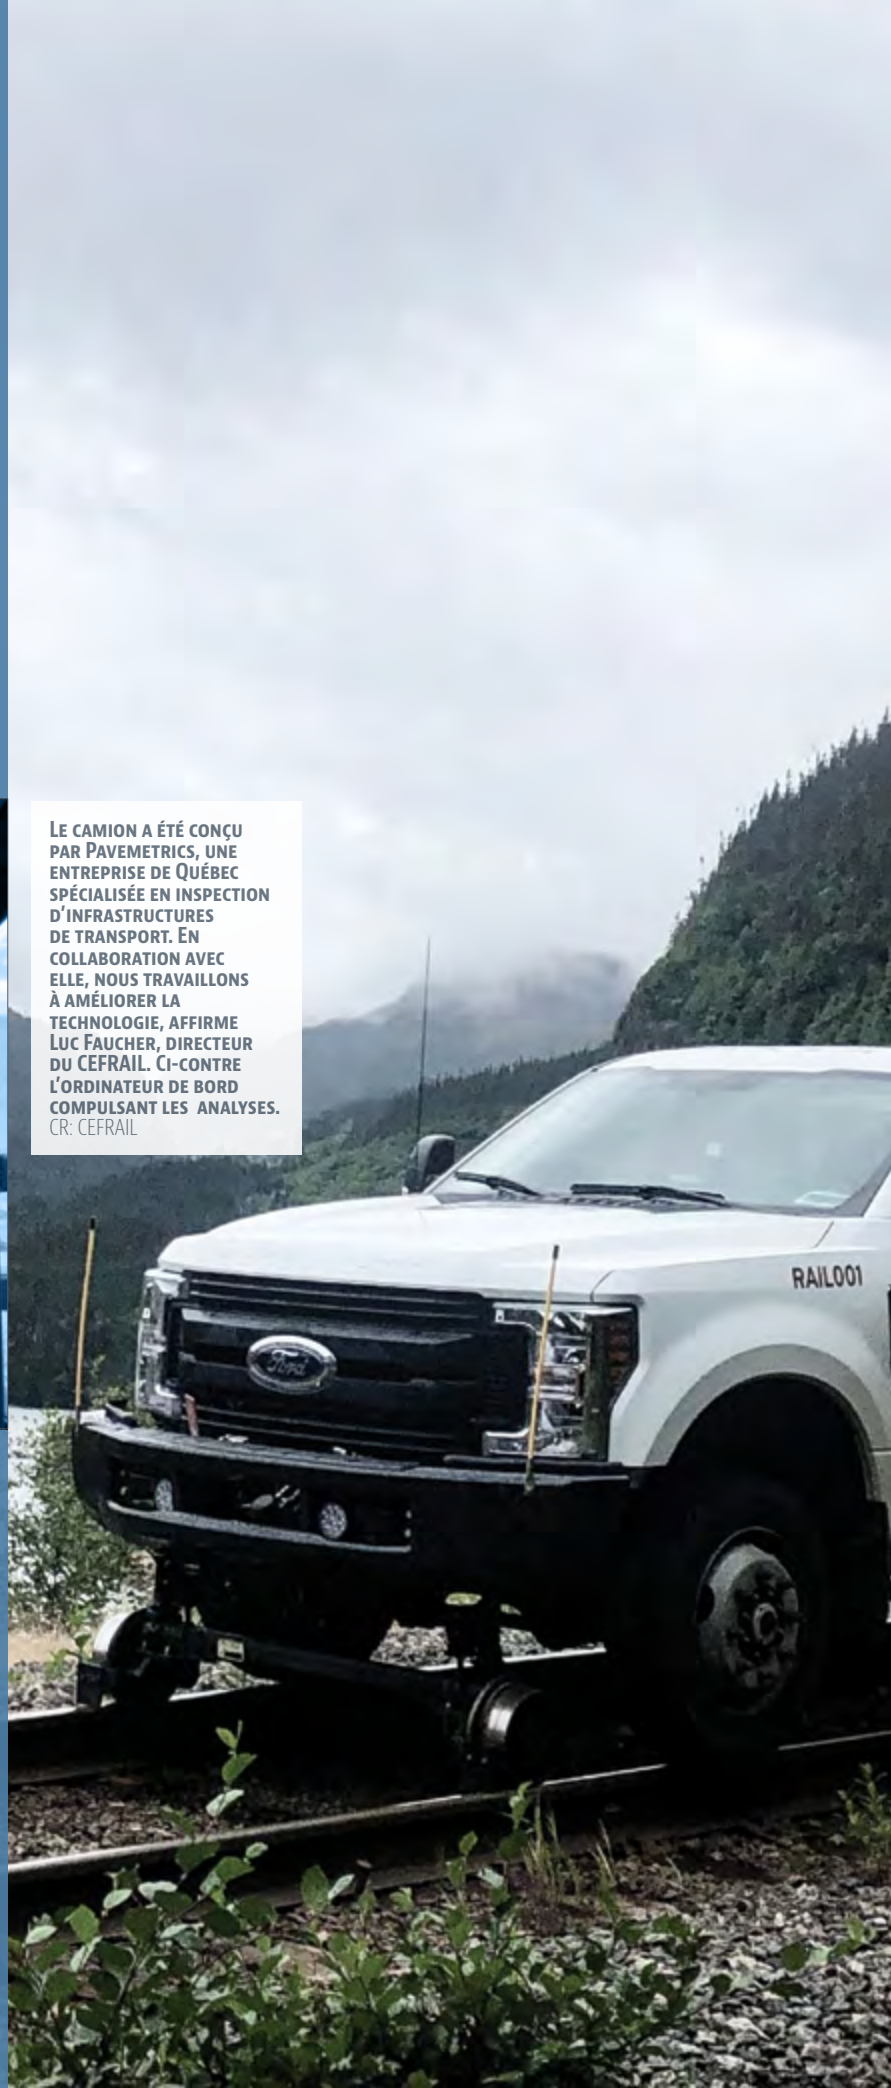 Le camion a été conçu
par Pavemetrics, une
entreprise de Québec
spécialisée en inspection
d'infrastructures
de transport. En
collaboration avec
elle, nous travaillons
à améliorer la
technologie, affirme
Luc Faucher, directeur
du CEFRAIL. Ci-contre
l'ordinateur de bord
compulsant les analyses.
CR: CEFRAIL
RAIL001
Ford